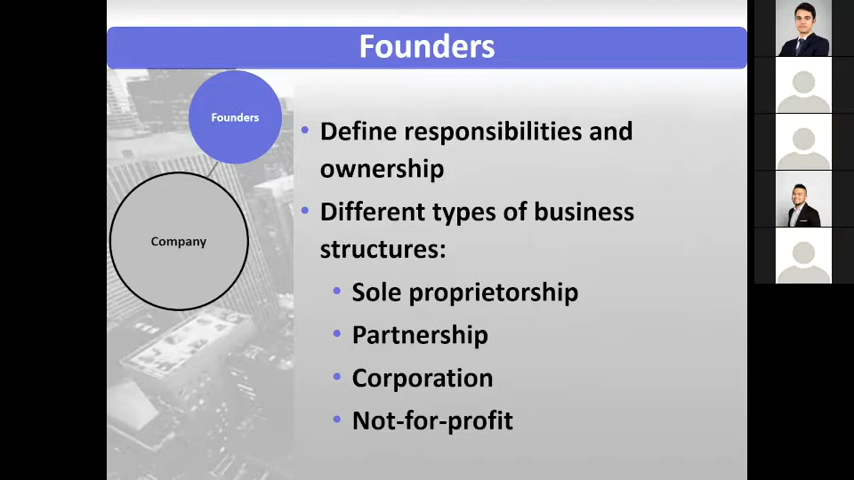 Founders
Founders
Company
• Define responsibilities and
ownership
• Different types of business
structures:
• Sole proprietorship
• Partnership
• Corporation
• Not-for-profit